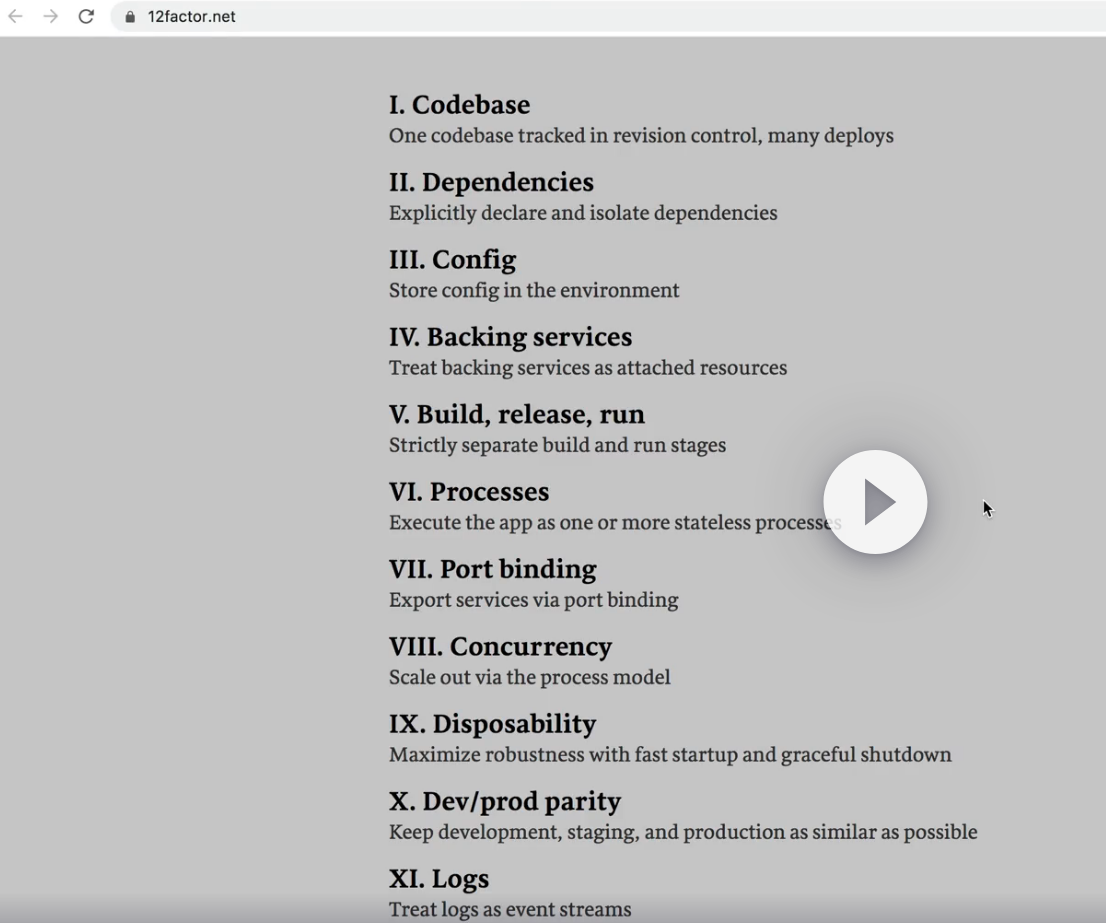 12factor.net
I. Codebase
One codebase tracked in revision control, many deploys
II. Dependencies
Explicitly declare and isolate dependencies
III. Config
Store config in the environment
IV. Backing services
Treat backing services as attached resources
V. Build, release, run
Strictly separate build and run stages
VI. Processes
Execute the app as one or more stateless processes
VII. Port binding
Export services via port binding
VIII. Concurrency
Scale out via the process model
IX. Disposability
Maximize robustness with fast startup and graceful shutdown
X. Dev/prod parity
Keep development, staging, and production as similar as possible
XI. Logs
Treat logs as event streams